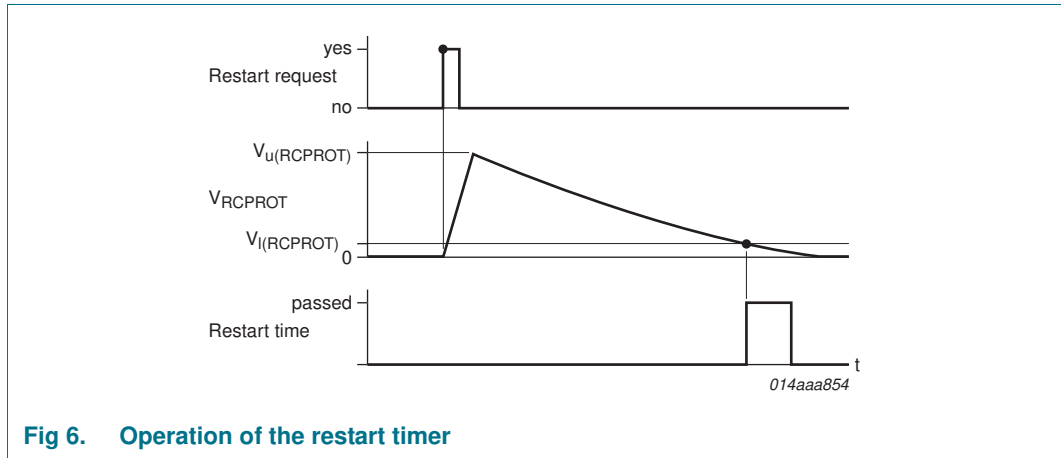 yes
Restart request
no
Vu(RCPROT)
VRCPROT
Vl(RCPROT)
0
passed
Restart time
t
014aaa854
Fig 6. Operation of the restart timer